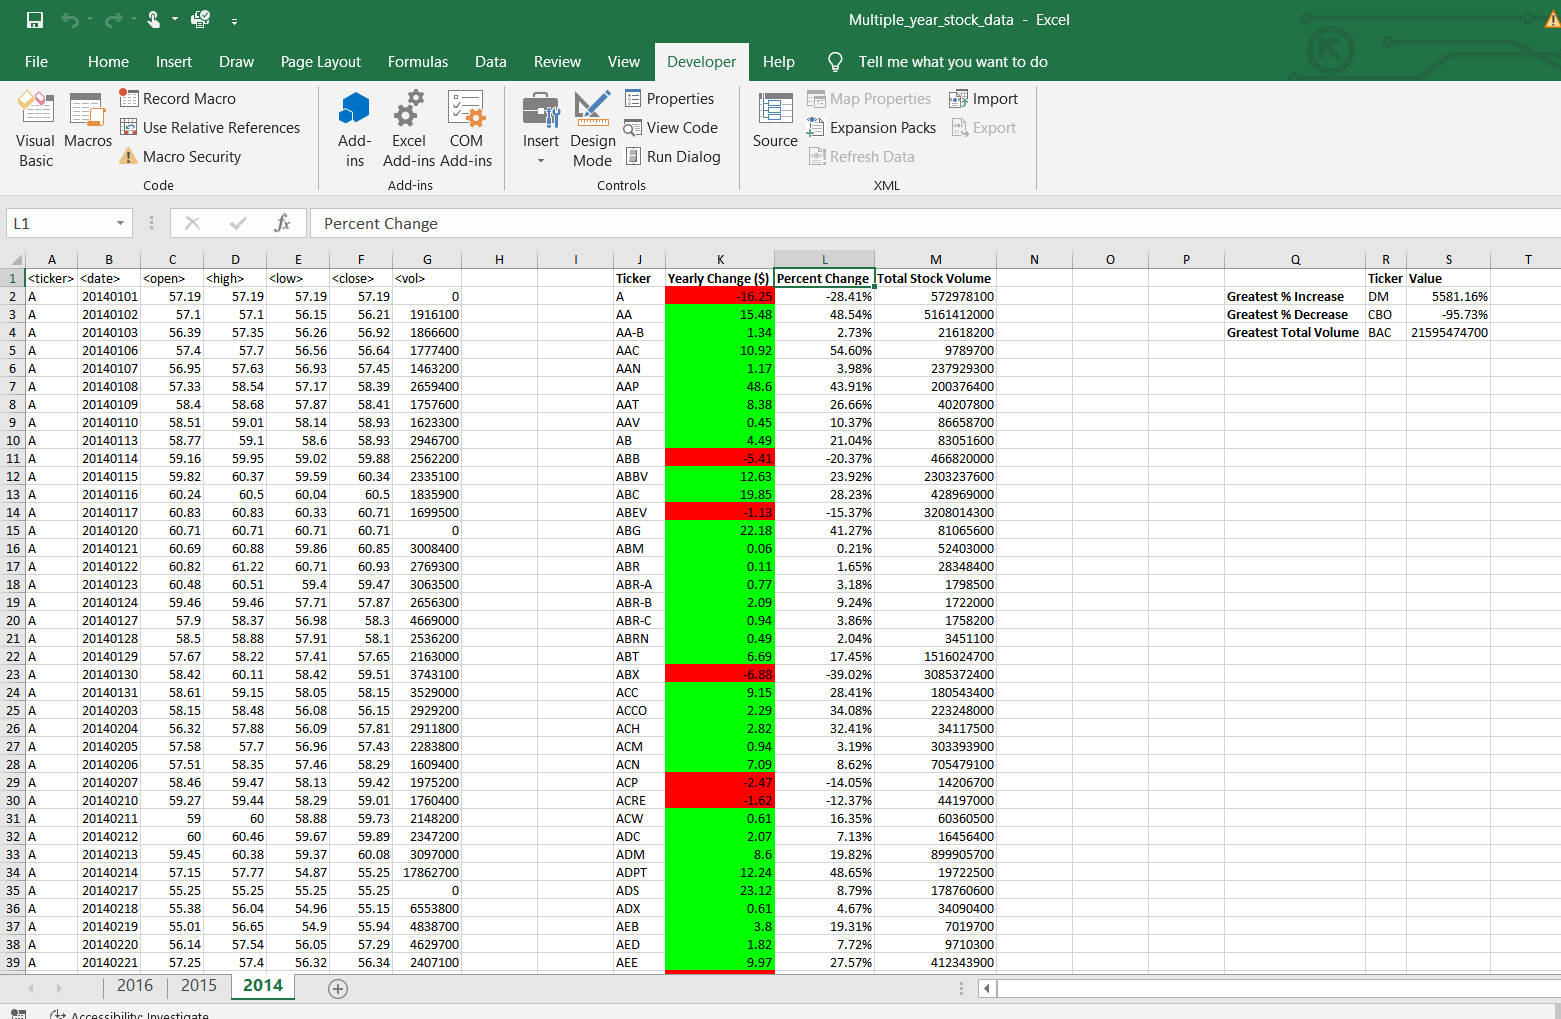 Multiple_year_stock_data - Excel
File Home Insert Draw Page Layout Formulas Data Review View Developer Help Tell me what you want to do
Visual Basic
Macros
Record Macro
Use Relative References
Macro Security
Code
Add-ins
Excel Add-ins
COM Add-ins
Add-ins
Insert
Design Mode
Properties
View Code
Run Dialog
Controls
Source
Map Properties
Expansion Packs
Refresh Data
Import
Export
XML
L1 fx Percent Change
A B C D E F G H I J K L M N O P Q R S T
1 <ticker> <date> <open> <high> <low> <close> <vol> Ticker Yearly Change ($) Percent Change Total Stock Volume Ticker Value
2 A 20140101 57.19 57.19 57.19 57.19 0 A -16.25 -28.41% 572978100 Greatest % Increase DM 5581.16%
3 A 20140102 57.1 57.1 56.15 56.21 1916100 AA 15.48 48.54% 5161412000 Greatest % Decrease CBO -95.73%
4 A 20140103 56.39 57.35 56.26 56.92 1866600 AA-B 1.34 2.73% 21618200 Greatest Total Volume BAC 21595474700
5 A 20140106 57.4 57.7 56.56 56.64 1777400 AAC 10.92 54.60% 9789700
6 A 20140107 56.95 57.63 56.93 57.45 1463200 AAN 1.17 3.98% 237929300
7 A 20140108 57.33 58.54 57.17 58.39 2659400 AAP 48.6 43.91% 200376400
8 A 20140109 58.4 58.68 57.87 58.41 1757600 AAT 8.38 26.66% 40207800
9 A 20140110 58.51 59.01 58.14 58.93 1623300 AAV 0.45 10.37% 86658700
10 A 20140113 58.77 59.1 58.6 58.93 2946700 AB 4.49 21.04% 83051600
11 A 20140114 59.16 59.95 59.02 59.88 2562200 ABB -5.41 -20.37% 466820000
12 A 20140115 59.82 60.37 59.59 60.34 2335100 ABBV 12.63 23.92% 2303237600
13 A 20140116 60.24 60.5 60.04 60.5 1835900 ABC 19.85 28.23% 428969000
14 A 20140117 60.83 60.83 60.33 60.71 1699500 ABEV -1.13 -15.37% 3208014300
15 A 20140120 60.71 60.71 60.71 60.71 0 ABG 22.18 41.27% 81065600
16 A 20140121 60.69 60.88 59.86 60.85 3008400 ABM 0.06 0.21% 52403000
17 A 20140122 60.82 61.22 60.71 60.93 2769300 ABR 0.11 1.65% 28348400
18 A 20140123 60.48 60.51 59.4 59.47 3063500 ABR-A 0.77 3.18% 1798500
19 A 20140124 59.46 59.46 57.71 57.87 2656300 ABR-B 2.09 9.24% 1722000
20 A 20140127 57.9 58.37 56.98 58.3 4669000 ABR-C 0.94 3.86% 1758200
21 A 20140128 58.5 58.88 57.91 58.1 2536200 ABRN 0.49 2.04% 3451100
22 A 20140129 57.67 58.22 57.41 57.65 2163000 ABT 6.69 17.45% 1516024700
23 A 20140130 58.42 60.11 58.42 59.51 3743100 ABX -6.88 -39.02% 3085372400
24 A 20140131 58.61 59.15 58.05 58.15 3529000 ACC 9.15 28.41% 180543400
25 A 20140203 58.15 58.48 56.08 56.15 2929200 ACCO 2.29 34.08% 223248000
26 A 20140204 56.32 57.88 56.09 57.81 2911800 ACH 2.82 32.41% 34117500
27 A 20140205 57.58 57.7 56.96 57.43 2283800 ACM 0.94 3.19% 303393900
28 A 20140206 57.51 58.35 57.46 58.29 1609400 ACN 7.09 8.62% 705479100
29 A 20140207 58.46 59.47 58.13 59.42 1975200 ACP -2.47 -14.05% 14206700
30 A 20140210 59.27 59.44 58.29 59.01 1760400 ACRE -1.62 -12.37% 44197000
31 A 20140211 59 60 58.88 59.73 2148200 ACW 0.61 16.35% 60360500
32 A 20140212 60 60.46 59.67 59.89 2347200 ADC 2.07 7.13% 16456400
33 A 20140213 59.45 60.38 59.37 60.08 3097000 ADM 8.6 19.82% 899905700
34 A 20140214 57.15 57.77 54.87 55.25 17862700 ADPT 12.24 48.65% 19722500
35 A 20140217 55.25 55.25 55.25 55.25 0 ADS 23.12 8.79% 178760600
36 A 20140218 55.38 56.04 54.96 55.15 6553800 ADX 0.61 4.67% 34090400
37 A 20140219 55.01 56.65 54.9 55.94 4838700 AEB 3.8 19.31% 7019700
38 A 20140220 56.14 57.54 56.05 57.29 4629700 AED 1.82 7.72% 9710300
39 A 20140221 57.25 57.4 56.32 56.34 2407100 AEE 9.97 27.57% 412343900
2016 2015 2014
Accessibility: Investigate